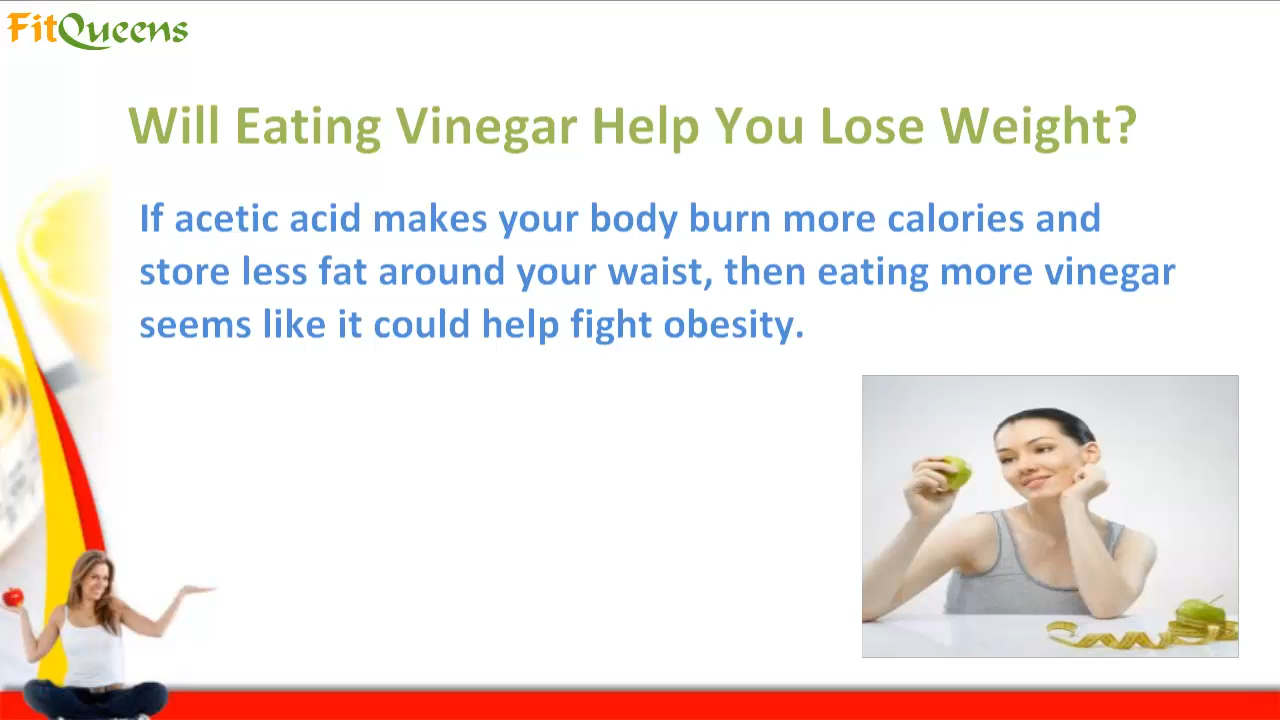 FitQueens
Will Eating Vinegar Help You Lose Weight?
If acetic acid makes your body burn more calories and
store less fat around your waist, then eating more vinegar
seems like it could help fight obesity.